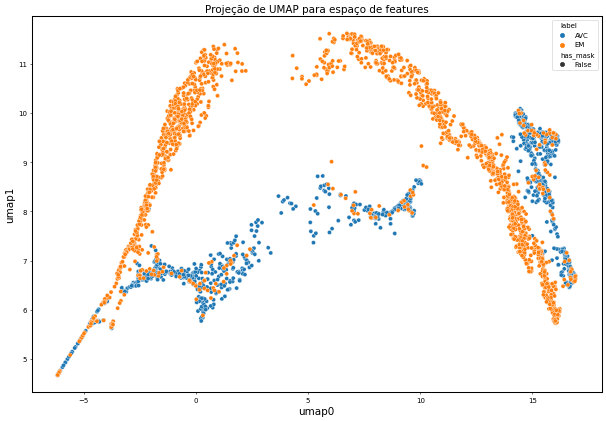 Projeção de UMAP para espaço de features
label
AVC
EM
has_mask
False
umap1
11
10
9
8
7
6
5
−5
0
5
10
15
umap0